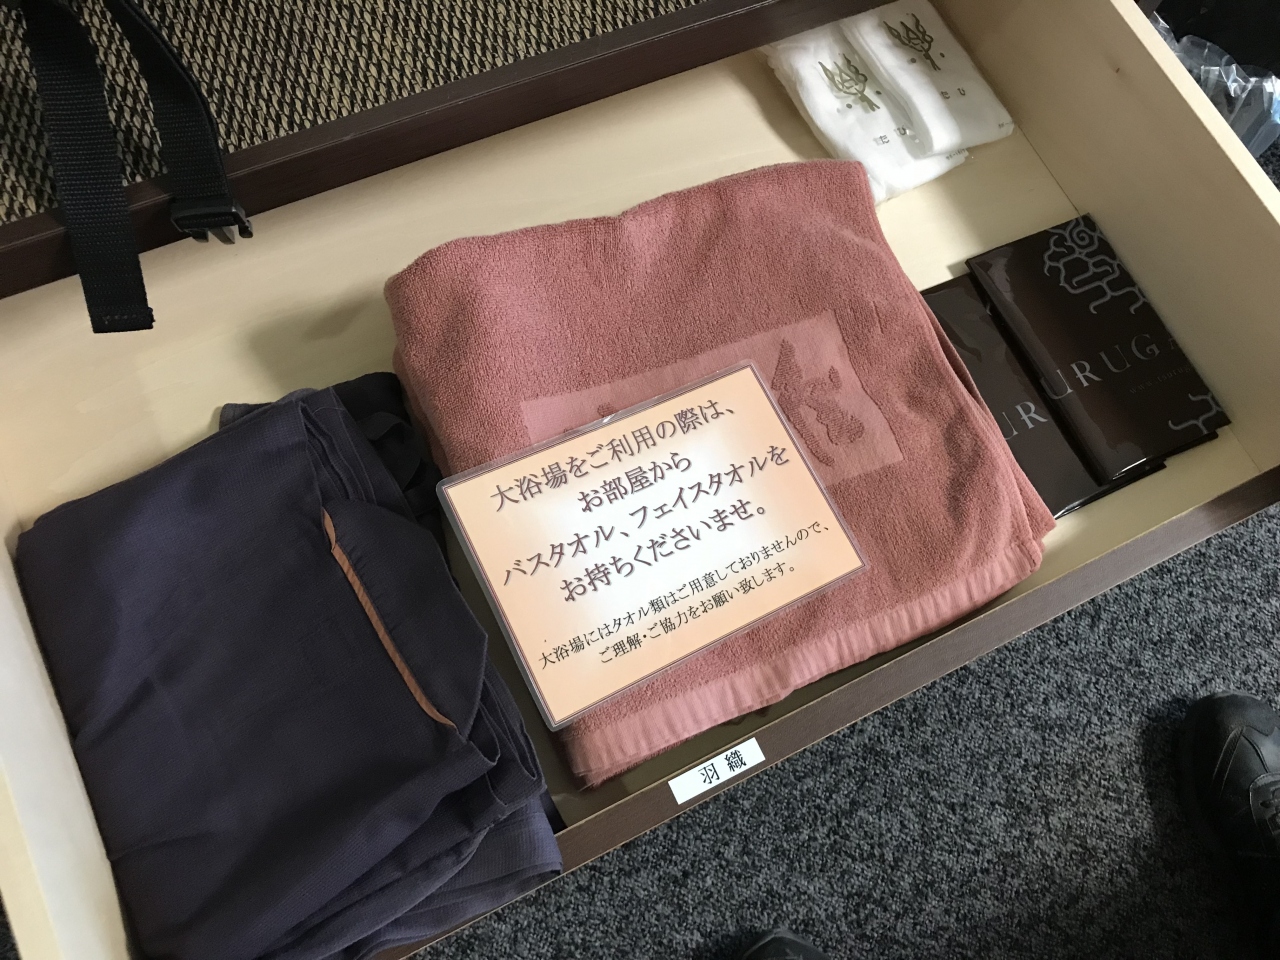 大浴場をご利用の際は、
お部屋から
バスタオル、フェイスタオルを
お持ちくださいませ。
大浴場にはタオル類はご用意しておりませんので、
ご理解・ご協力をお願い致します。
羽織
URUG
URUG